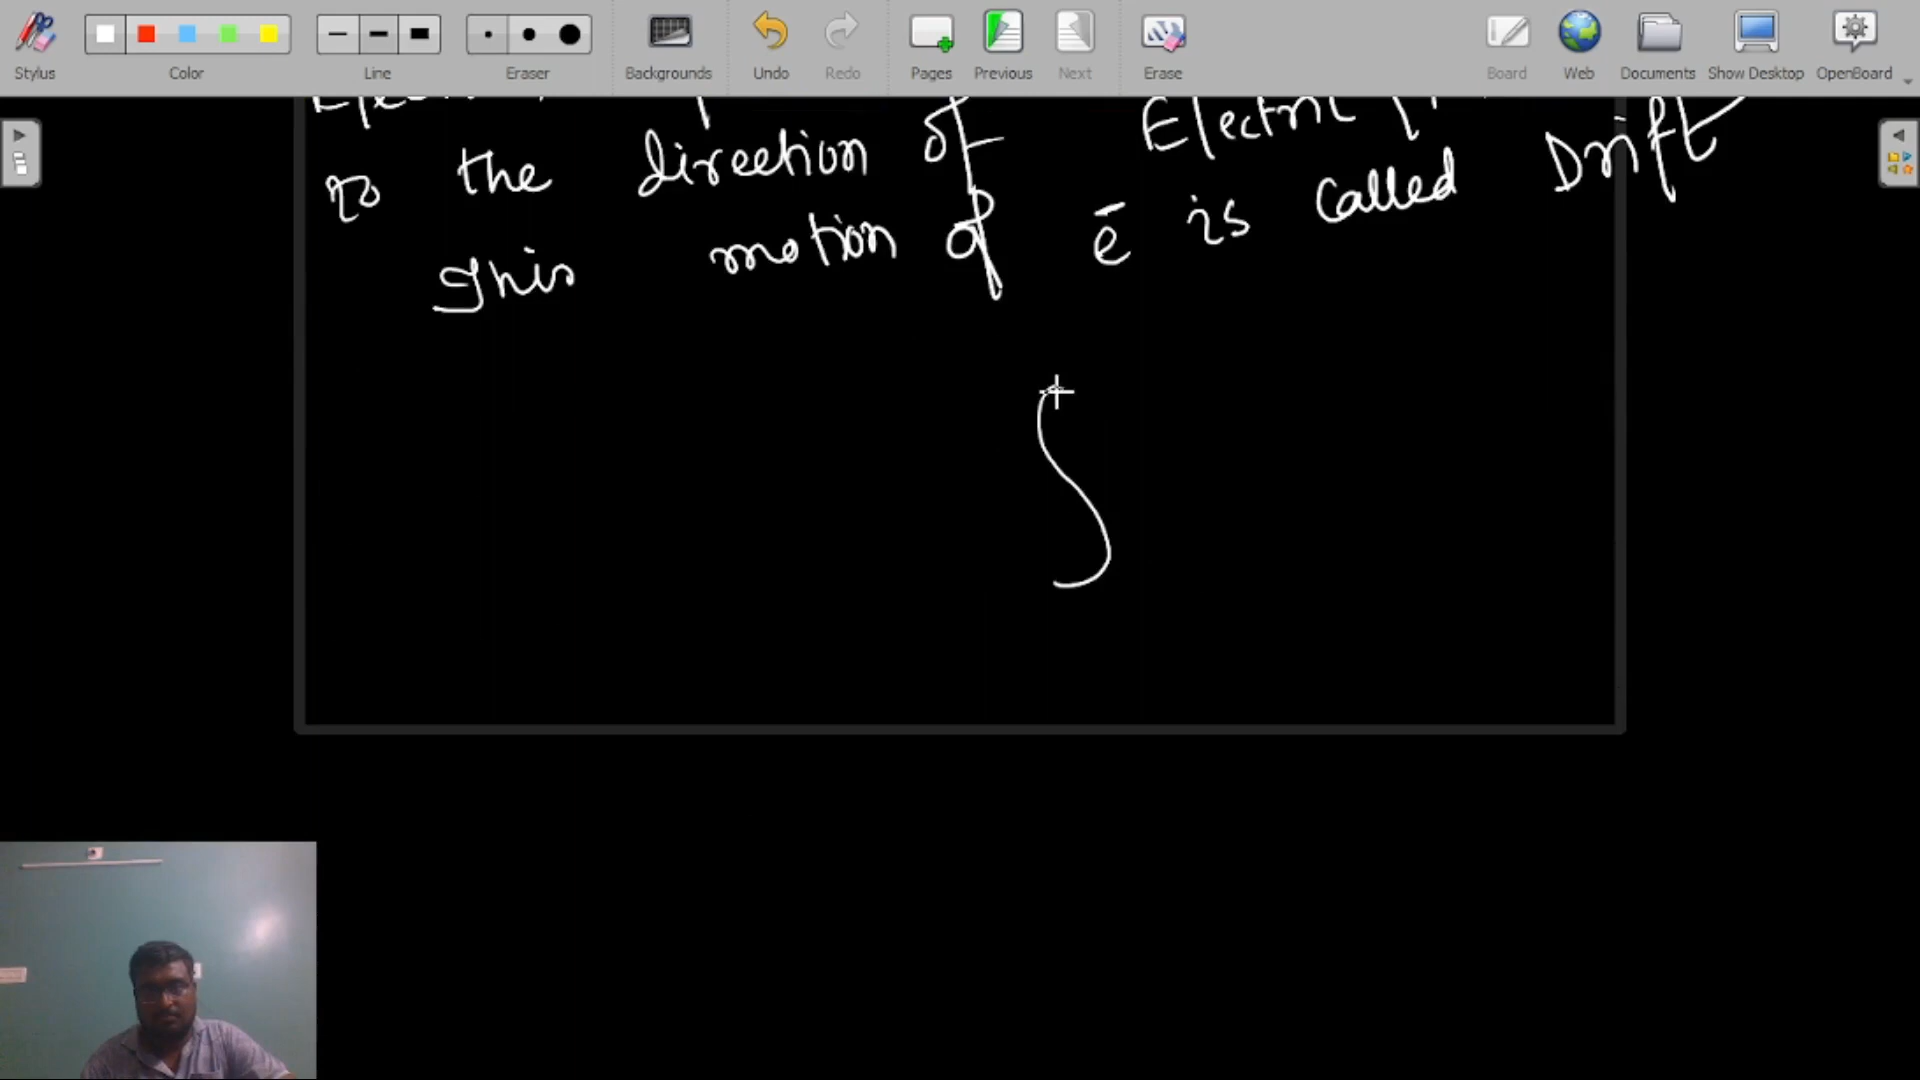 Stylus Color Line Eraser Backgrounds Undo Redo Pages Previous Next Erase Board Web Documents Show Desktop OpenBoard
Electric
to the direction of
This motion of ē is called Drift